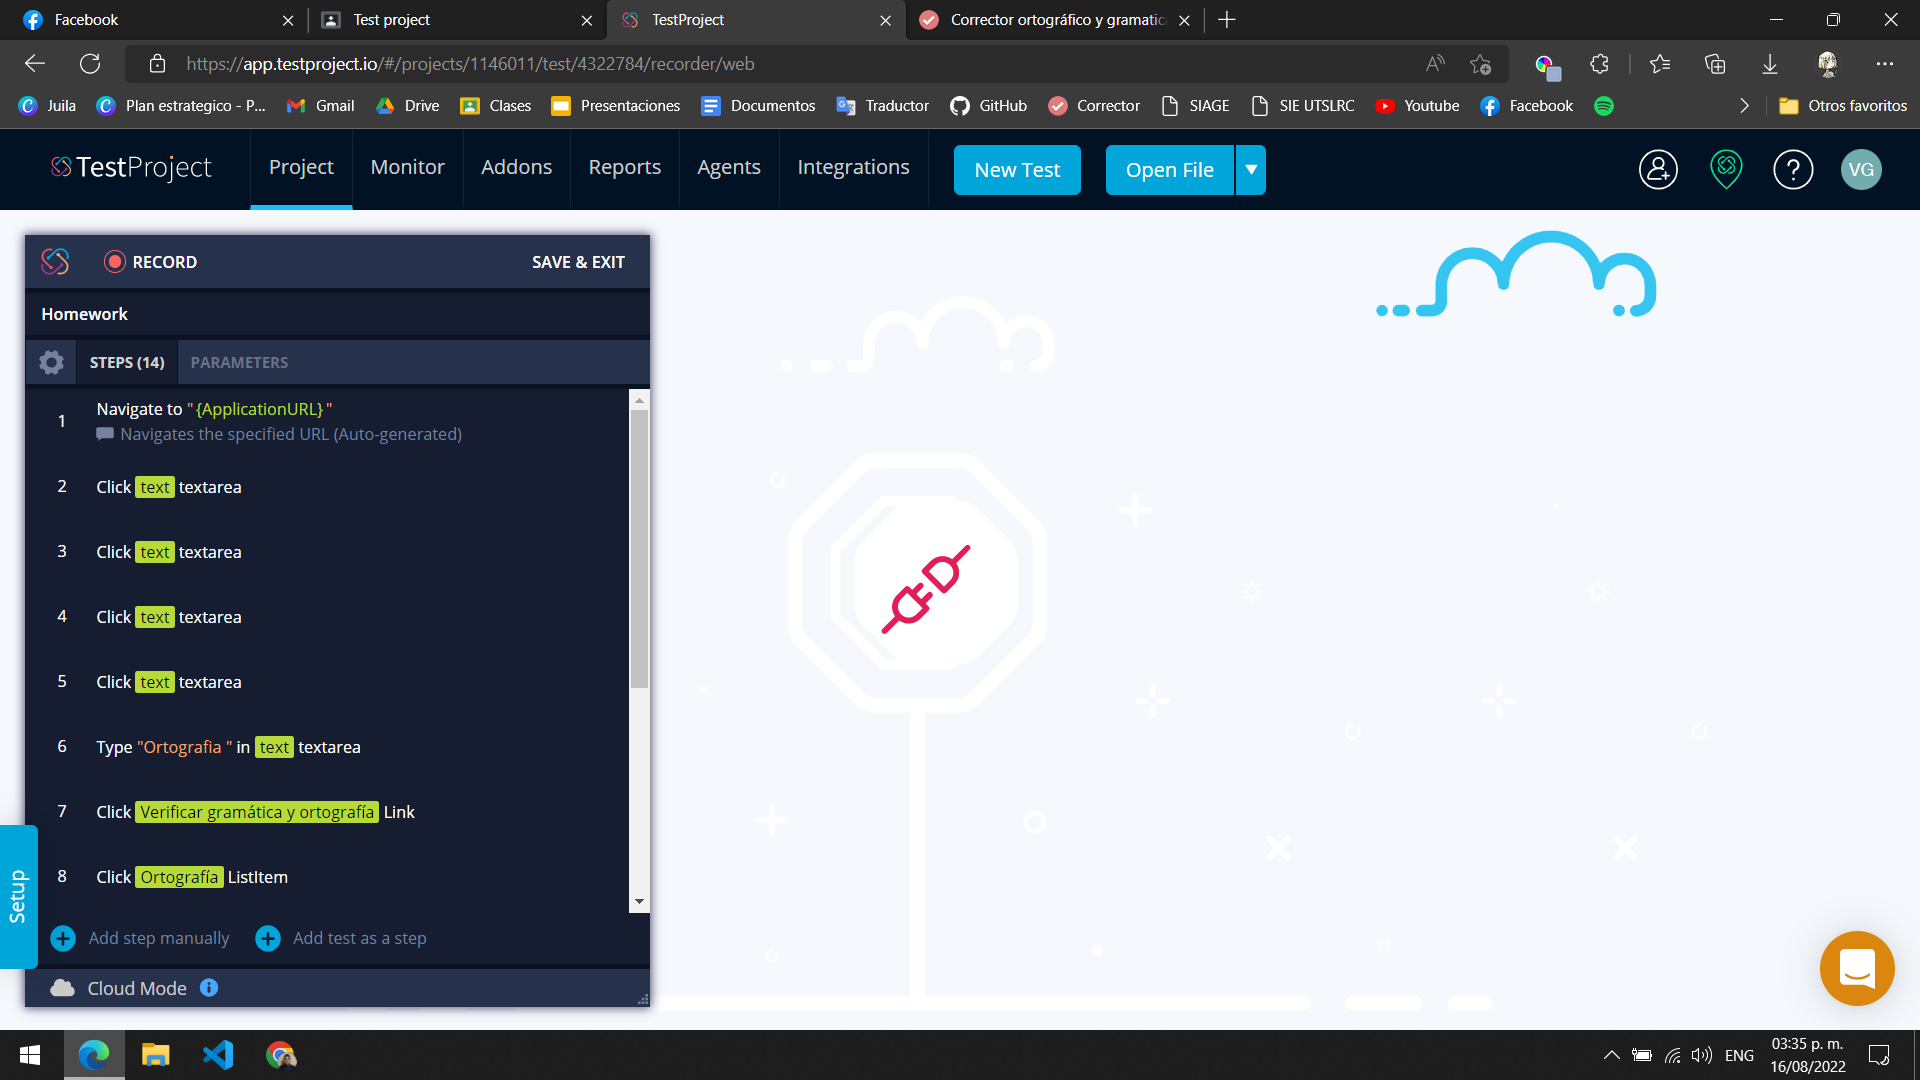 Facebook
Test project
TestProject
Corrector ortográfico y gramatic
https://app.testproject.io/#/projects/1146011/test/4322784/recorder/web
Juila
Plan estrategico - P...
Gmail
Drive
Clases
Presentaciones
Documentos
Traductor
GitHub
Corrector
SIAGE
SIE UTSLRC
Youtube
Facebook
Otros favoritos
TestProject
Project
Monitor
Addons
Reports
Agents
Integrations
New Test
Open File
VG
RECORD
SAVE & EXIT
Homework
STEPS (14)
PARAMETERS
1 Navigate to "{ApplicationURL}"
Navigates the specified URL (Auto-generated)
2 Click text textarea
3 Click text textarea
4 Click text textarea
5 Click text textarea
6 Type "Ortografia " in text textarea
7 Click Verificar gramática y ortografía Link
8 Click Ortografía ListItem
Setup
Add step manually
Add test as a step
Cloud Mode
ENG
03:35 p. m.
16/08/2022